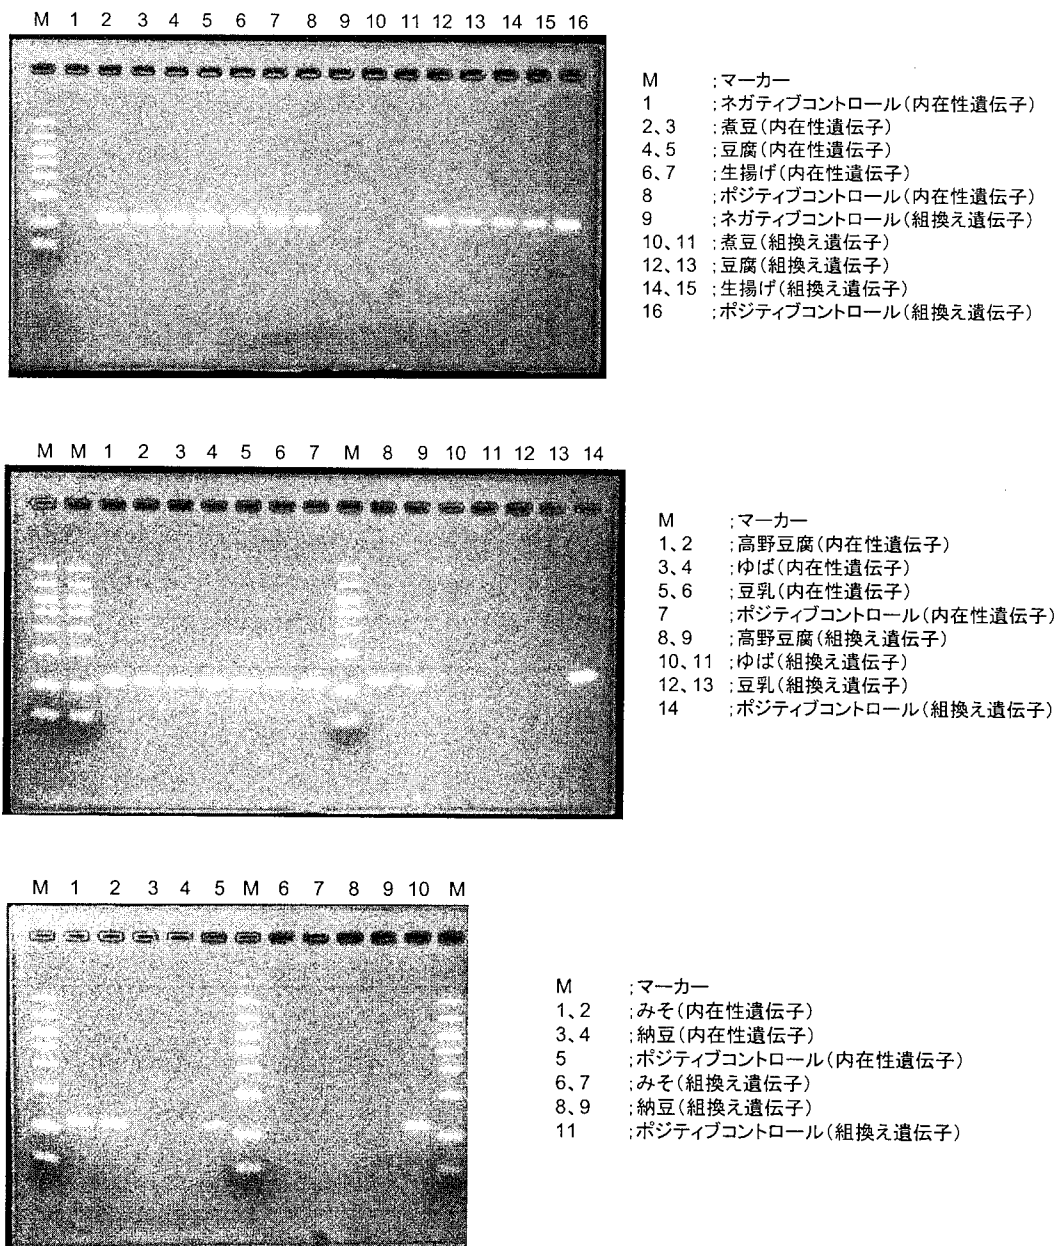 M 1 2 3 4 5 6 7 8 9 10 11 12 13 14 15 16
M ;マーカー
1 ;ネガティブコントロール(内在性遺伝子)
2、3 ;煮豆(内在性遺伝子)
4、5 ;豆腐(内在性遺伝子)
6、7 ;生揚げ(内在性遺伝子)
8 ;ポジティブコントロール(内在性遺伝子)
9 ;ネガティブコントロール(組換え遺伝子)
10、11 ;煮豆(組換え遺伝子)
12、13 ;豆腐(組換え遺伝子)
14、15 ;生揚げ(組換え遺伝子)
16 ;ポジティブコントロール(組換え遺伝子)
M M 1 2 3 4 5 6 7 M 8 9 10 11 12 13 14
M ;マーカー
1、2 ;高野豆腐(内在性遺伝子)
3、4 ;ゆば(内在性遺伝子)
5、6 ;豆乳(内在性遺伝子)
7 ;ポジティブコントロール(内在性遺伝子)
8、9 ;高野豆腐(組換え遺伝子)
10、11 ;ゆば(組換え遺伝子)
12、13 ;豆乳(組換え遺伝子)
14 ;ポジティブコントロール(組換え遺伝子)
M 1 2 3 4 5 M 6 7 8 9 10 M
M ;マーカー
1、2 ;みそ(内在性遺伝子)
3、4 ;納豆(内在性遺伝子)
5 ;ポジティブコントロール(内在性遺伝子)
6、7 ;みそ(組換え遺伝子)
8、9 ;納豆(組換え遺伝子)
11 ;ポジティブコントロール(組換え遺伝子)